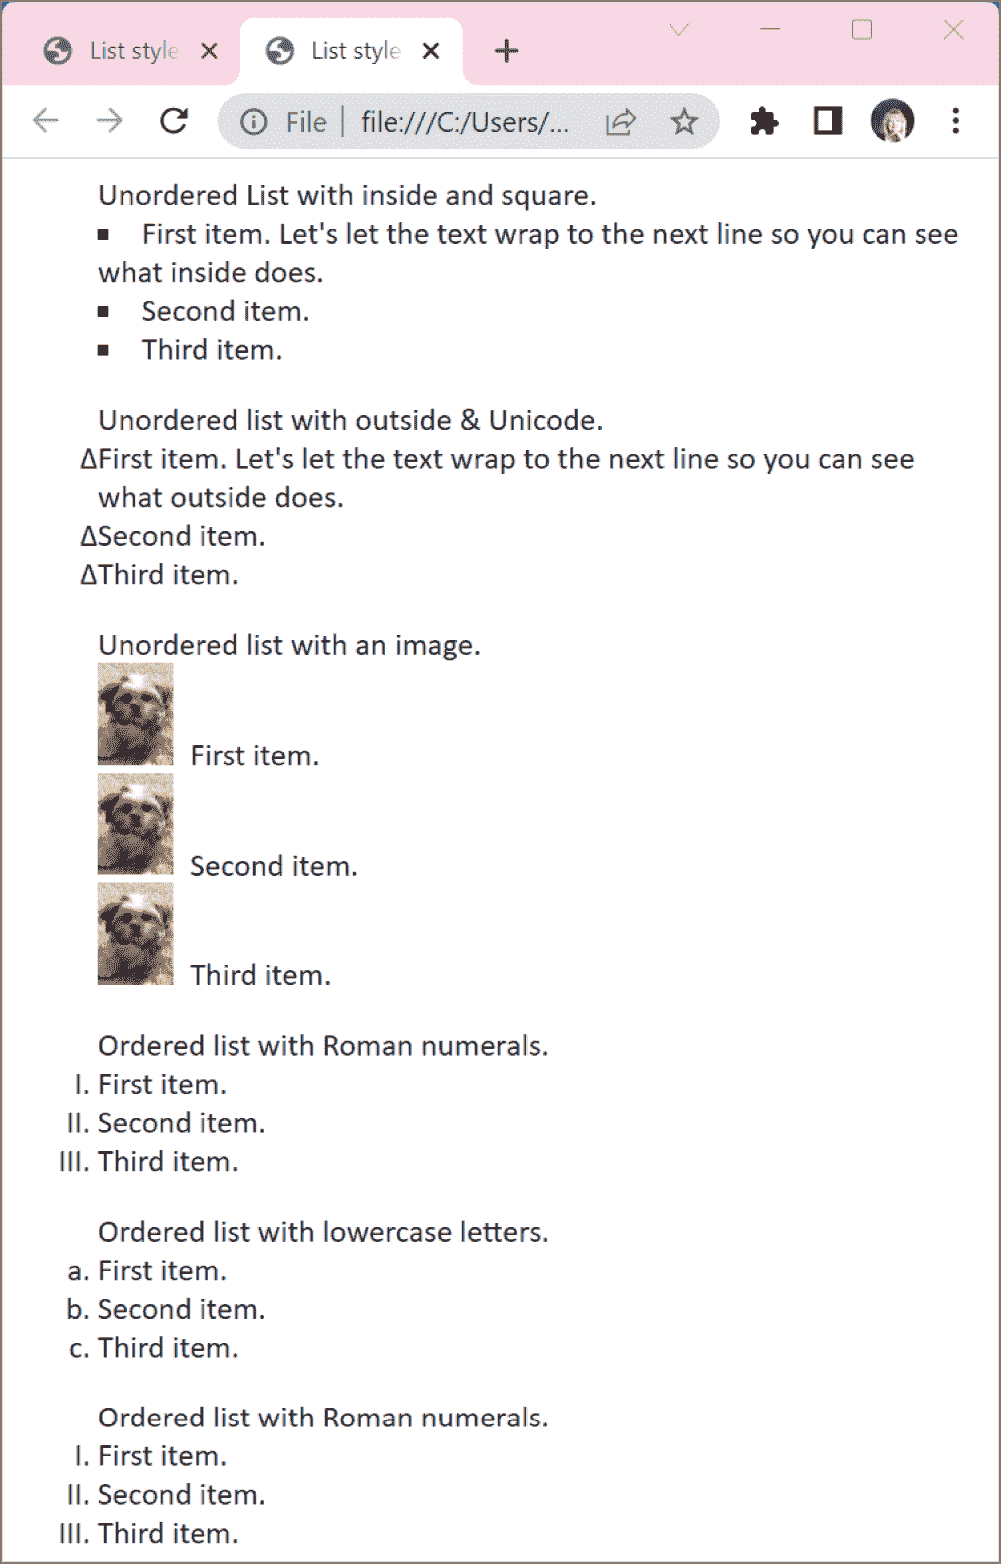 List style
List style
File
file:///C:/Users/...
Unordered List with inside and square.
▪ First item. Let's let the text wrap to the next line so you can see
what inside does.
▪ Second item.
▪ Third item.
Unordered list with outside & Unicode.
ΔFirst item. Let's let the text wrap to the next line so you can see
what outside does.
ΔSecond item.
ΔThird item.
Unordered list with an image.
First item.
Second item.
Third item.
Ordered list with Roman numerals.
I. First item.
II. Second item.
III. Third item.
Ordered list with lowercase letters.
a. First item.
b. Second item.
c. Third item.
Ordered list with Roman numerals.
I. First item.
II. Second item.
III. Third item.